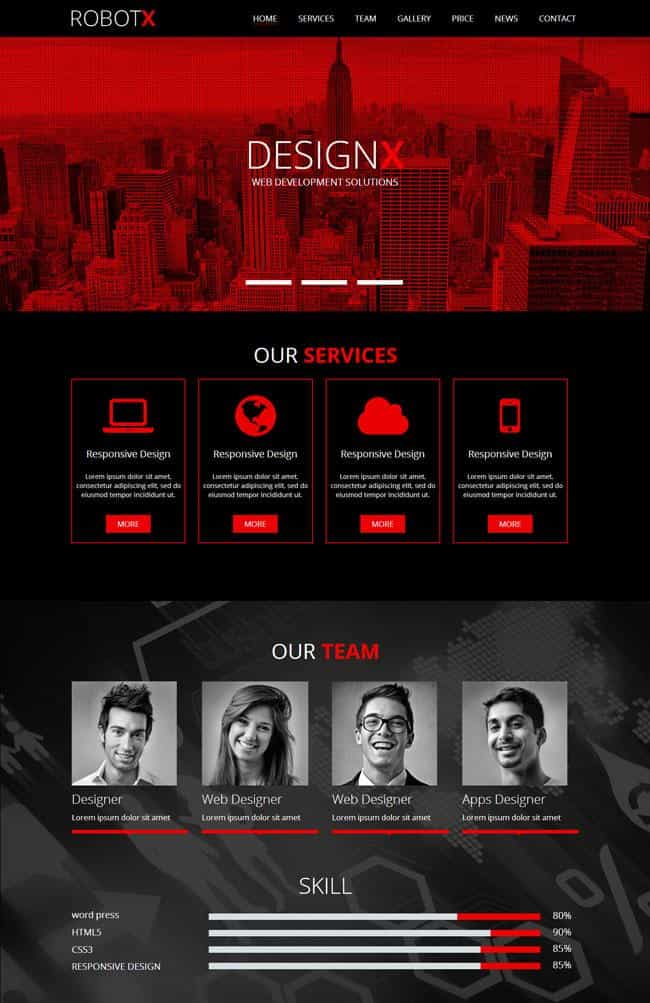 ROBOTX
HOME SERVICES TEAM GALLERY PRICE NEWS CONTACT
DESIGNX
WEB DEVELOPMENT SOLUTIONS
OUR SERVICES
Responsive Design
Lorem ipsum dolor sit amet,
consectetur adipiscing elit, sed do
eiusmod tempor incididunt ut.
MORE
Responsive Design
Lorem ipsum dolor sit amet,
consectetur adipiscing elit, sed do
eiusmod tempor incididunt ut.
MORE
Responsive Design
Lorem ipsum dolor sit amet,
consectetur adipiscing elit, sed do
eiusmod tempor incididunt ut.
MORE
Responsive Design
Lorem ipsum dolor sit amet,
consectetur adipiscing elit, sed do
eiusmod tempor incididunt ut.
MORE
OUR TEAM
Designer
Lorem ipsum dolor sit amet
Web Designer
Lorem ipsum dolor sit amet
Web Designer
Lorem ipsum dolor sit amet
Apps Designer
Lorem ipsum dolor sit amet
SKILL
word press 80%
HTML5 90%
CSS3 85%
RESPONSIVE DESIGN 85%